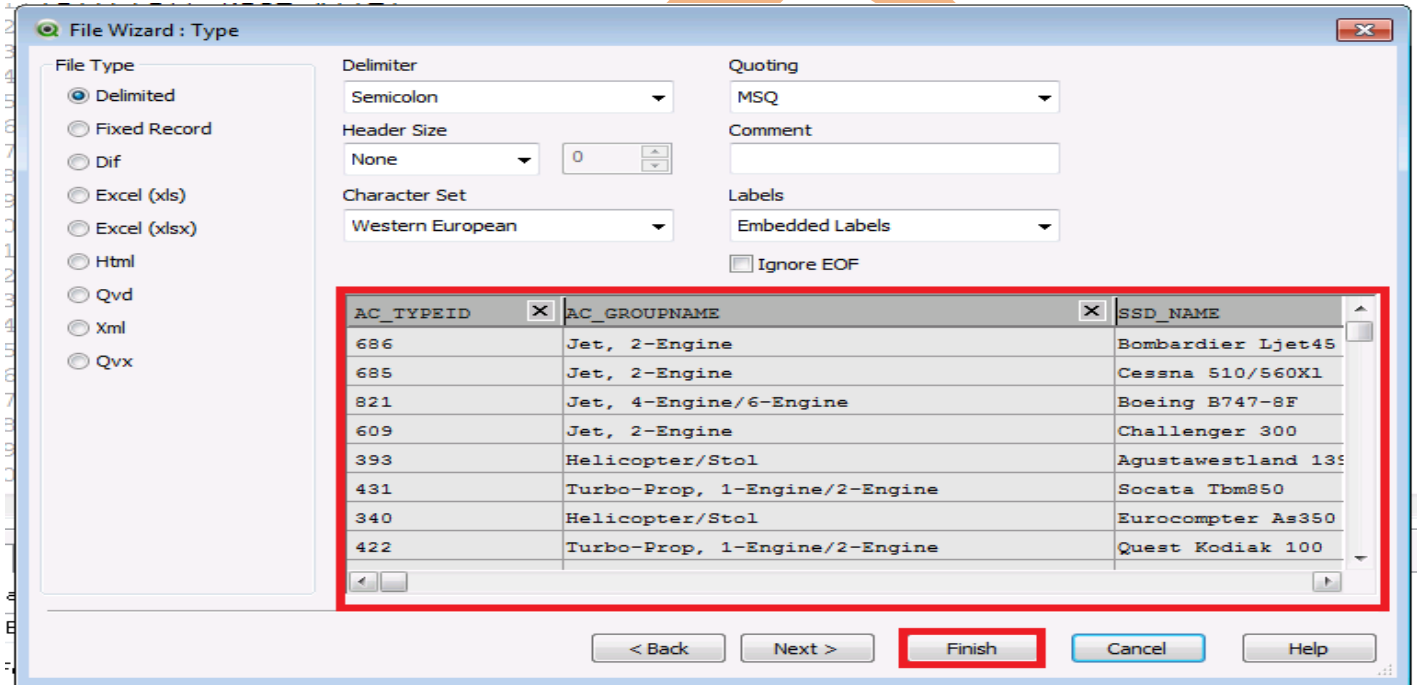 File Wizard : Type
File Type
Delimited
Fixed Record
Dif
Excel (xls)
Excel (xlsx)
Html
Qvd
Xml
Qvx
Delimiter
Semicolon
Quoting
MSQ
Header Size
None
0
Comment
Character Set
Western European
Labels
Embedded Labels
Ignore EOF
AC_TYPEID AC_GROUPNAME SSD_NAME
686 Jet, 2-Engine Bombardier Ljet45
685 Jet, 2-Engine Cessna 510/560Xl
821 Jet, 4-Engine/6-Engine Boeing B747-8F
609 Jet, 2-Engine Challenger 300
393 Helicopter/Stol Agustawestland 139
431 Turbo-Prop, 1-Engine/2-Engine Socata Tbm850
340 Helicopter/Stol Eurocompter As350
422 Turbo-Prop, 1-Engine/2-Engine Quest Kodiak 100
< Back Next > Finish Cancel Help